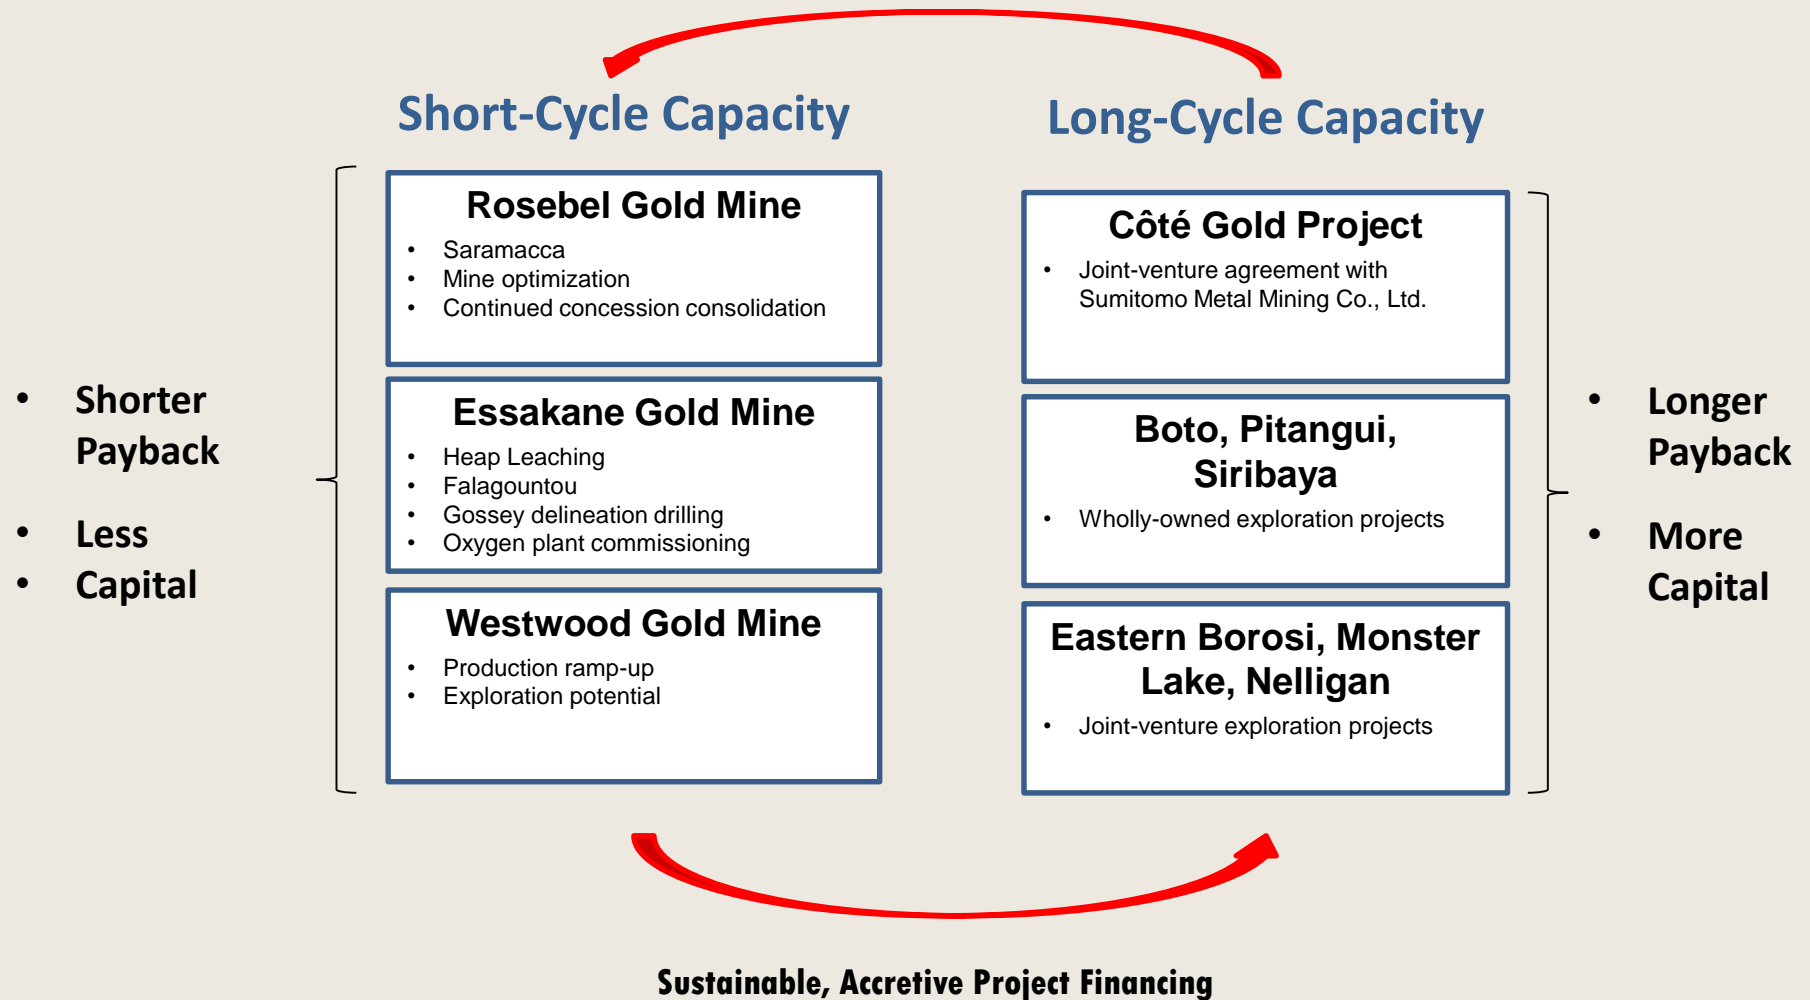 Short-Cycle Capacity
Long-Cycle Capacity
• Shorter
Payback
• Less
• Capital
Rosebel Gold Mine
• Saramacca
• Mine optimization
• Continued concession consolidation
Essakane Gold Mine
• Heap Leaching
• Falagountou
• Gossey delineation drilling
• Oxygen plant commissioning
Westwood Gold Mine
• Production ramp-up
• Exploration potential
Côté Gold Project
• Joint-venture agreement with
Sumitomo Metal Mining Co., Ltd.
Boto, Pitangui,
Siribaya
• Wholly-owned exploration projects
Eastern Borosi, Monster
Lake, Nelligan
• Joint-venture exploration projects
• Longer
Payback
• More
Capital
Sustainable, Accretive Project Financing